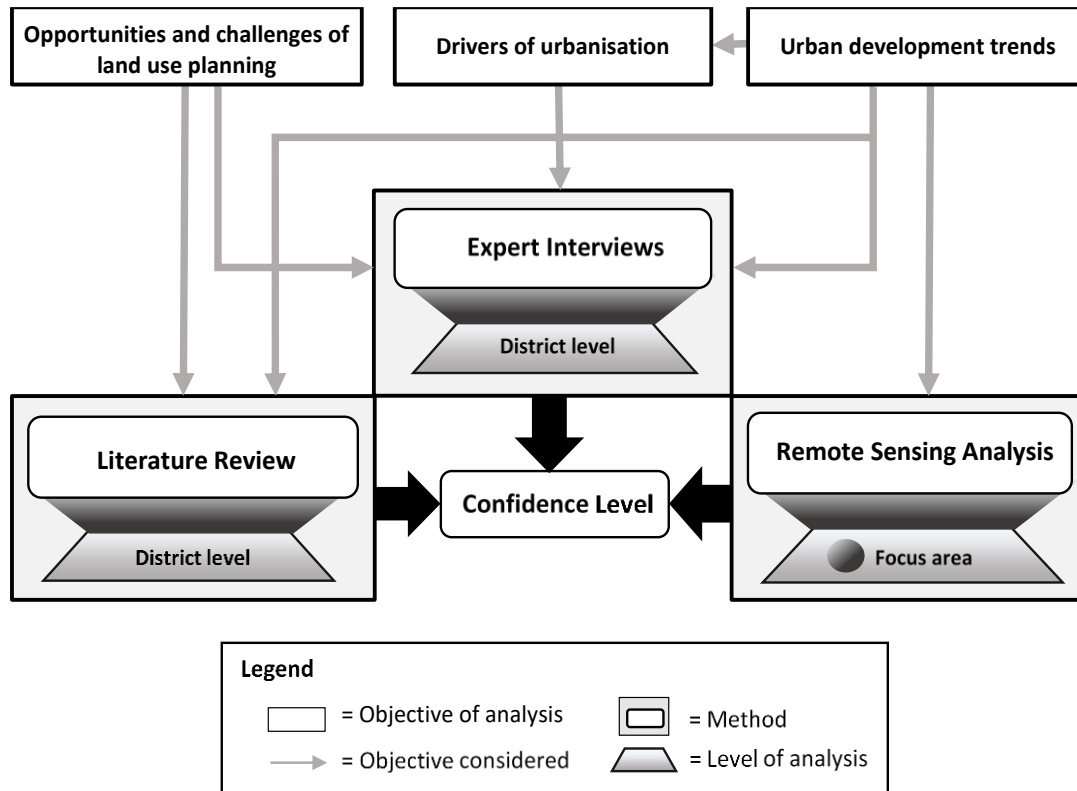 Opportunities and challenges of
land use planning
Drivers of urbanisation
Urban development trends
Expert Interviews
District level
Literature Review
District level
Confidence Level
Remote Sensing Analysis
Focus area
Legend
= Objective of analysis
= Method
= Objective considered
= Level of analysis